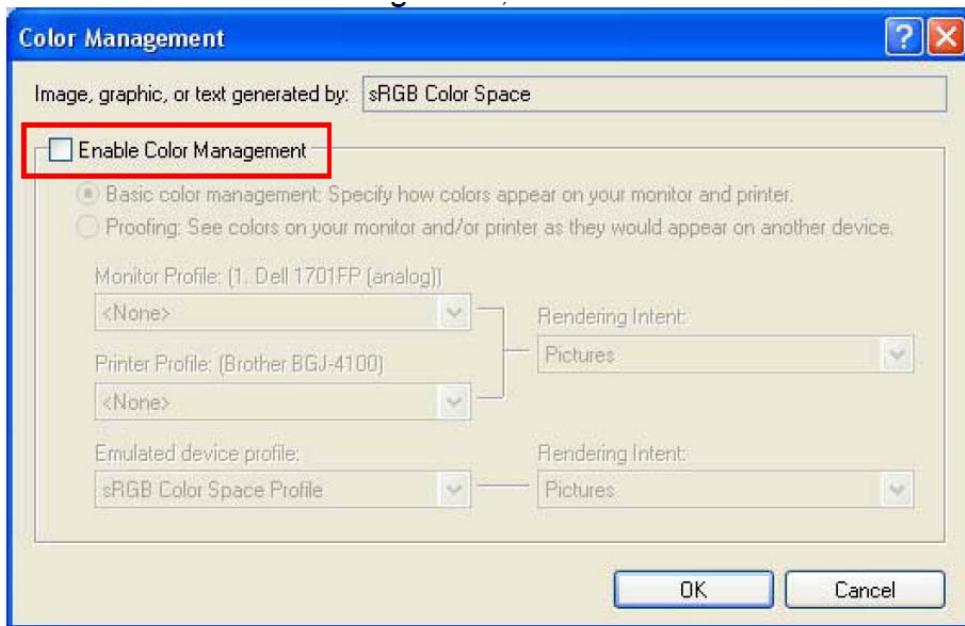 Color Management
Image, graphic, or text generated by: sRGB Color Space
Enable Color Management
Basic color management: Specify how colors appear on your monitor and printer.
Proofing: See colors on your monitor and/or printer as they would appear on another device.
Monitor Profile: (1. Dell 1701FP (analog))
<None>
Rendering Intent:
Pictures
Printer Profile: (Brother BGJ-4100)
<None>
Emulated device profile:
sRGB Color Space Profile
Rendering Intent:
Pictures
OK
Cancel